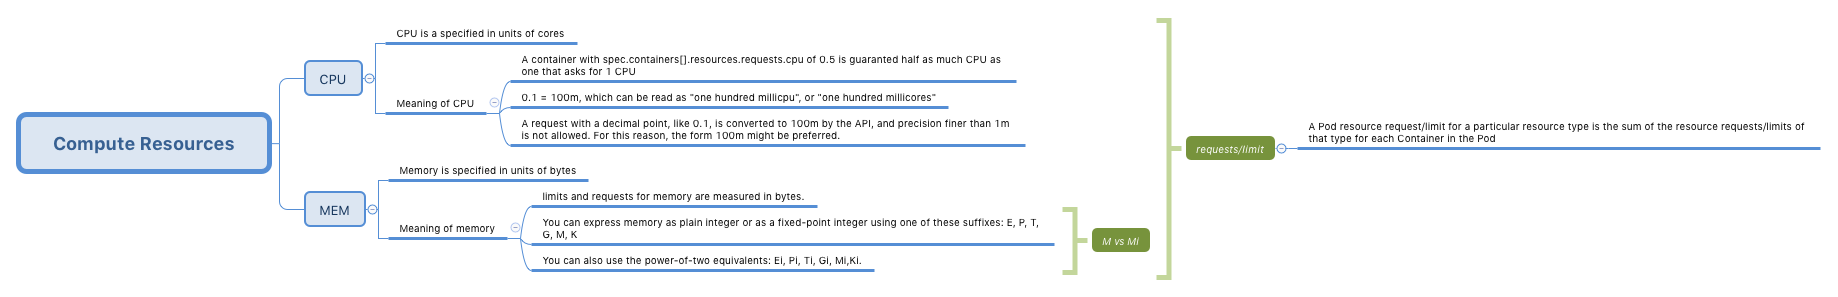 Compute Resources
CPU
CPU is a specified in units of cores
Meaning of CPU
A container with spec.containers[].resources.requests.cpu of 0.5 is guaranted half as much CPU as
one that asks for 1 CPU
0.1 = 100m, which can be read as "one hundred millicpu", or "one hundred millicores"
A request with a decimal point, like 0.1, is converted to 100m by the API, and precision finer than 1m
is not allowed. For this reason, the form 100m might be preferred.
MEM
Memory is specified in units of bytes
Meaning of memory
limits and requests for memory are measured in bytes.
You can express memory as plain integer or as a fixed-point integer using one of these suffixes: E, P, T,
G, M, K
You can also use the power-of-two equivalents: Ei, Pi, Ti, Gi, Mi,Ki.
M vs Mi
requests/limit
A Pod resource request/limit for a particular resource type is the sum of the resource requests/limits of
that type for each Container in the Pod